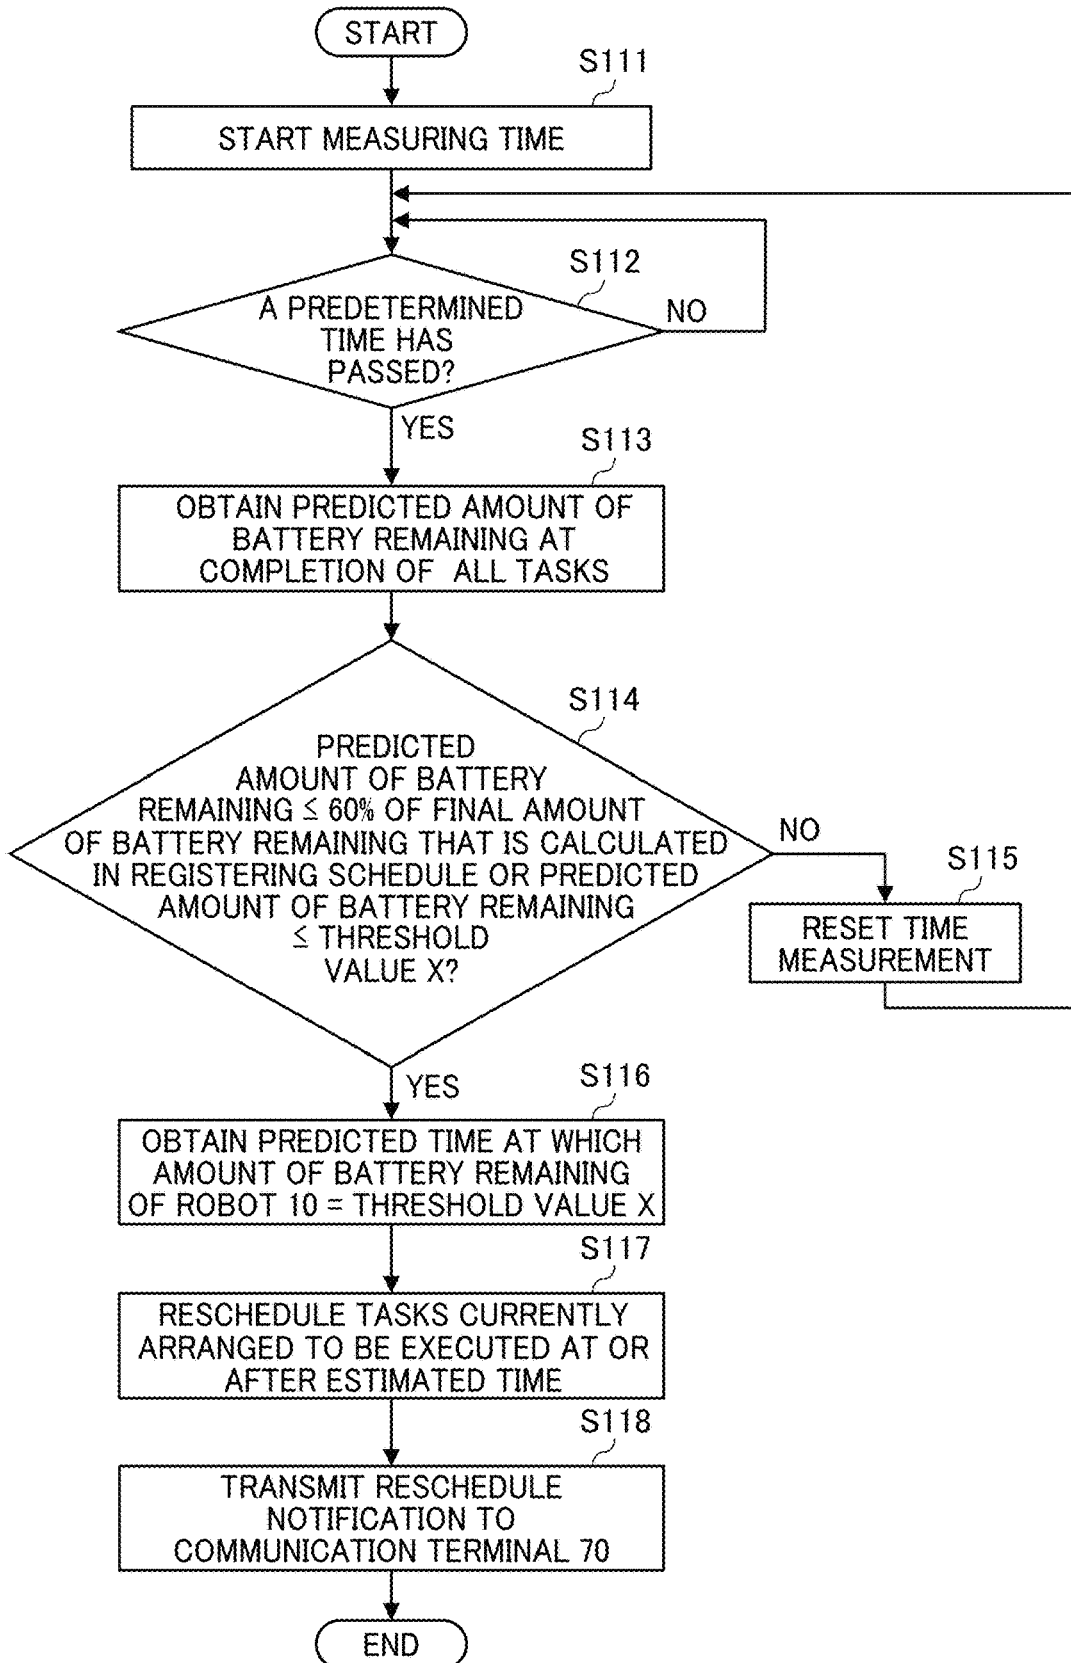 START
S111
START MEASURING TIME
S112
A PREDETERMINED
TIME HAS
PASSED?
NO
YES
S113
OBTAIN PREDICTED AMOUNT OF
BATTERY REMAINING AT
COMPLETION OF ALL TASKS
S114
PREDICTED
AMOUNT OF BATTERY
REMAINING ≤ 60% OF FINAL AMOUNT
OF BATTERY REMAINING THAT IS CALCULATED
IN REGISTERING SCHEDULE OR PREDICTED
AMOUNT OF BATTERY REMAINING
≤ THRESHOLD
VALUE X?
NO
S115
RESET TIME
MEASUREMENT
YES
S116
OBTAIN PREDICTED TIME AT WHICH
AMOUNT OF BATTERY REMAINING
OF ROBOT 10 = THRESHOLD VALUE X
S117
RESCHEDULE TASKS CURRENTLY
ARRANGED TO BE EXECUTED AT OR
AFTER ESTIMATED TIME
S118
TRANSMIT RESCHEDULE
NOTIFICATION TO
COMMUNICATION TERMINAL 70
END